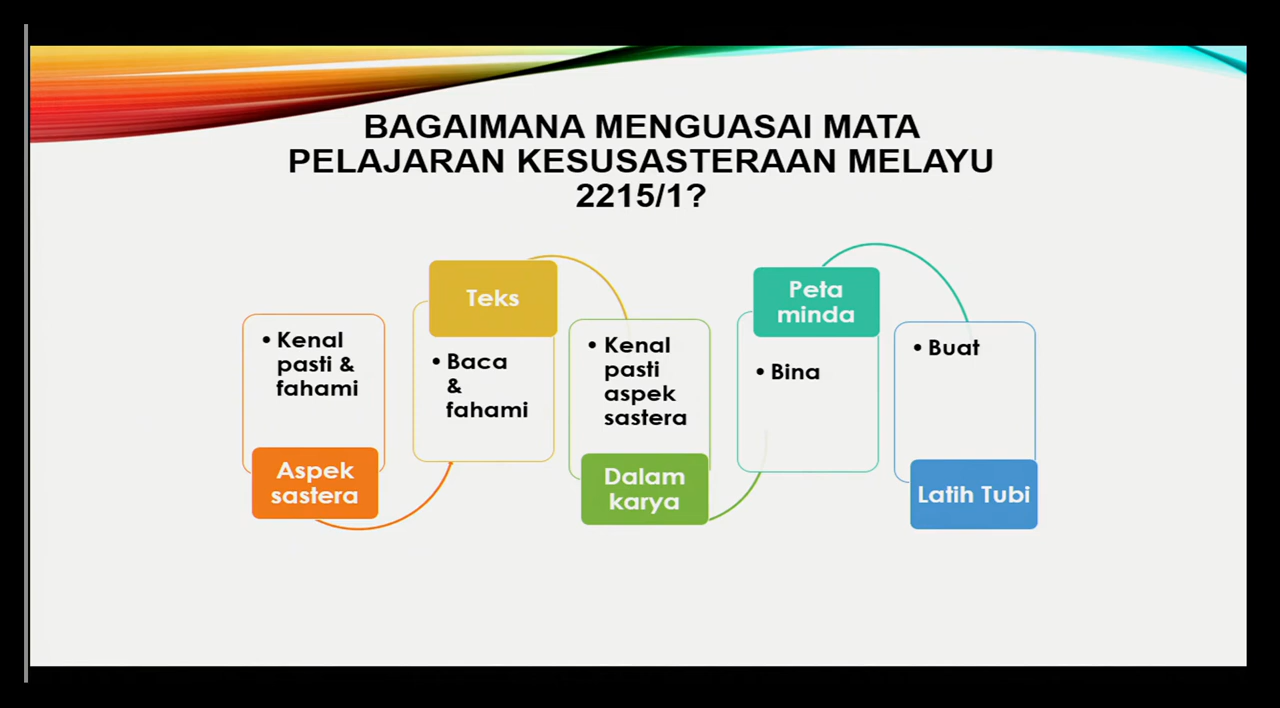 BAGAIMANA MENGUASAI MATA
PELAJARAN KESUSASTERAAN MELAYU
2215/1?
• Kenal
pasti &
fahami
Aspek
sastera
Teks
• Baca
&
fahami
• Kenal
pasti
aspek
sastera
Dalam
karya
Peta
minda
• Bina
• Buat
Latih Tubi